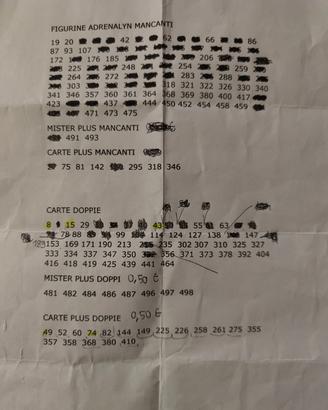 FIGURINE ADRENALYN MANCANTI
19 20 42 62 66 86
87 93 107
172 176 185 206
225 248 254 259
264 272 283 288
303 318 321 322 326 330 340
341 346 357 360 361 364 368 369 380 400 417
423 437 444 450 452 454 458 459
471 473 475
MISTER PLUS MANCANTI
491 493
CARTE PLUS MANCANTI
75 81 142 295 318 346
CARTE DOPPIE
8 15 29 43 55 63
78 88 99 114 124 127 138 147
153 169 171 190 213 235 302 307 310 325 327
333 334 337 347 350 356 371 373 378 392 404
416 418 419 425 439 441 464
MISTER PLUS DOPPI 0,50 €
481 482 484 486 487 496 497 498
CARTE PLUS DOPPIE 0,50 €
49 52 60 74 82 144 149 225 226 258 261 275 355
357 358 368 380 410